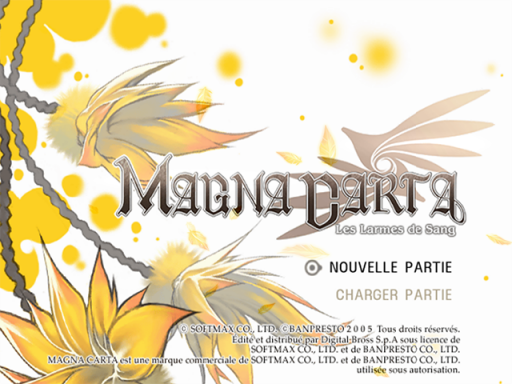 MAGNA CARTA
Les Larmes de Sang
NOUVELLE PARTIE
CHARGER PARTIE
© SOFTMAX CO., LTD. ©BANPRESTO 2005 Tous droits réservés.
Édité et distribué par Digital Bross S.p.A sous licence de
SOFTMAX CO., LTD. et de BANPRESTO CO., LTD.
MAGNA CARTA est une marque commerciale de SOFTMAX CO., LTD. et de BANPRESTO CO., LTD.
utilisée sous autorisation.